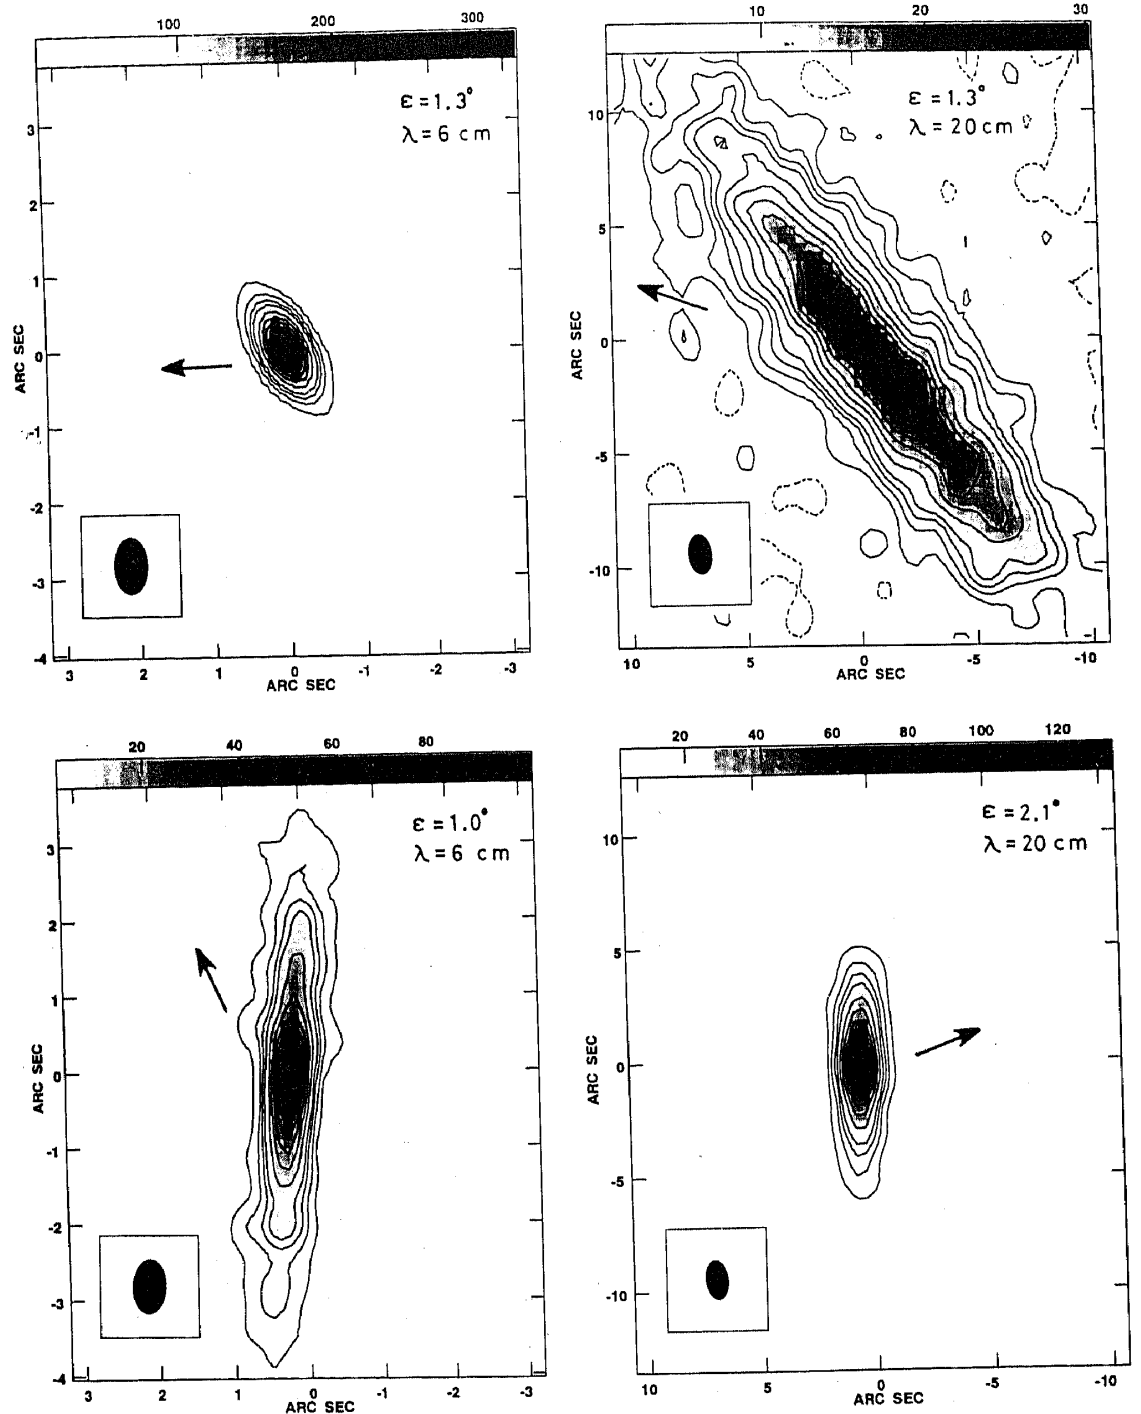 100 200 300
ε = 1.3°
λ = 6 cm
3
2
1
0
-1
-2
-3
-4
ARC SEC
3 2 1 0 -1 -2 -3
ARC SEC
10 20 30
ε = 1.3°
λ = 20 cm
10
5
0
-5
-10
ARC SEC
10 5 0 -5 -10
ARC SEC
20 40 60 80
ε = 1.0°
λ = 6 cm
3
2
1
0
-1
-2
-3
-4
ARC SEC
3 2 1 0 -1 -2 -3
ARC SEC
20 40 60 80 100 120
ε = 2.1°
λ = 20 cm
10
5
0
-5
-10
ARC SEC
10 5 0 -5 -10
ARC SEC